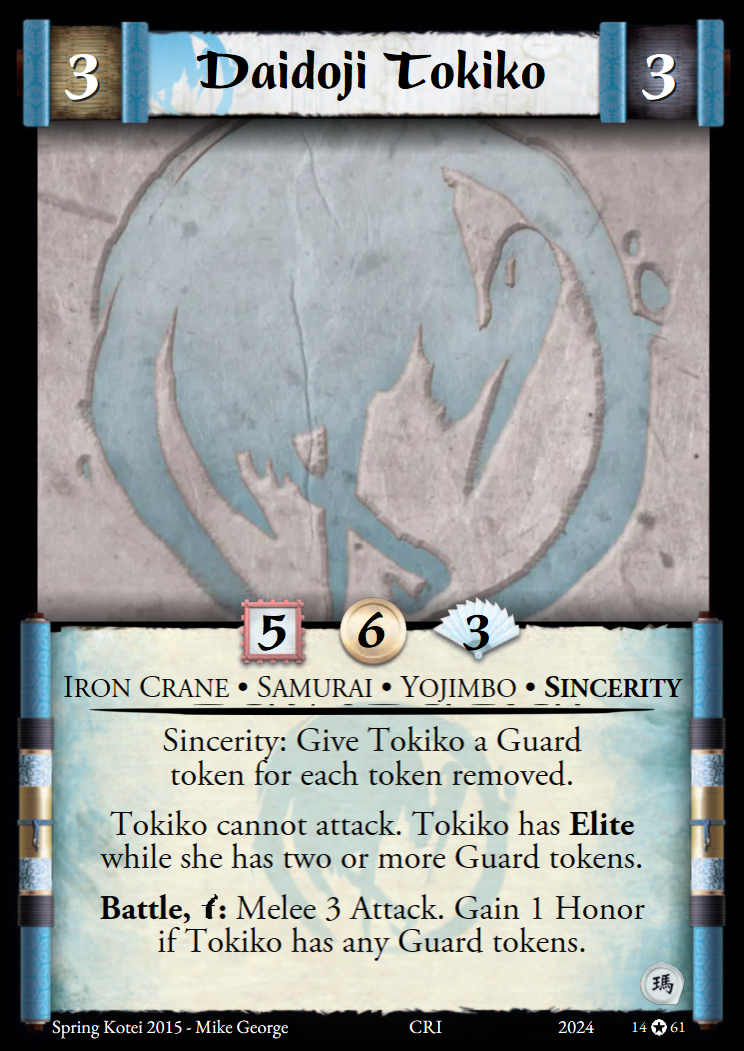 3 Daidoji Tokiko 3
5 6 3
IRON CRANE • SAMURAI • YOJIMBO • SINCERITY
Sincerity: Give Tokiko a Guard
token for each token removed.
Tokiko cannot attack. Tokiko has Elite
while she has two or more Guard tokens.
Battle, : Melee 3 Attack. Gain 1 Honor
if Tokiko has any Guard tokens.
瑪
Spring Kotei 2015 - Mike George CRI 2024 14 ✪ 61